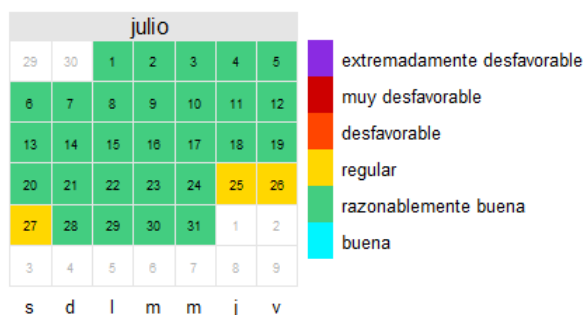 julio
29 30 1 2 3 4 5
6 7 8 9 10 11 12
13 14 15 16 17 18 19
20 21 22 23 24 25 26
27 28 29 30 31 1 2
3 4 5 6 7 8 9
s d l m m j v
extremadamente desfavorable
muy desfavorable
desfavorable
regular
razonablemente buena
buena